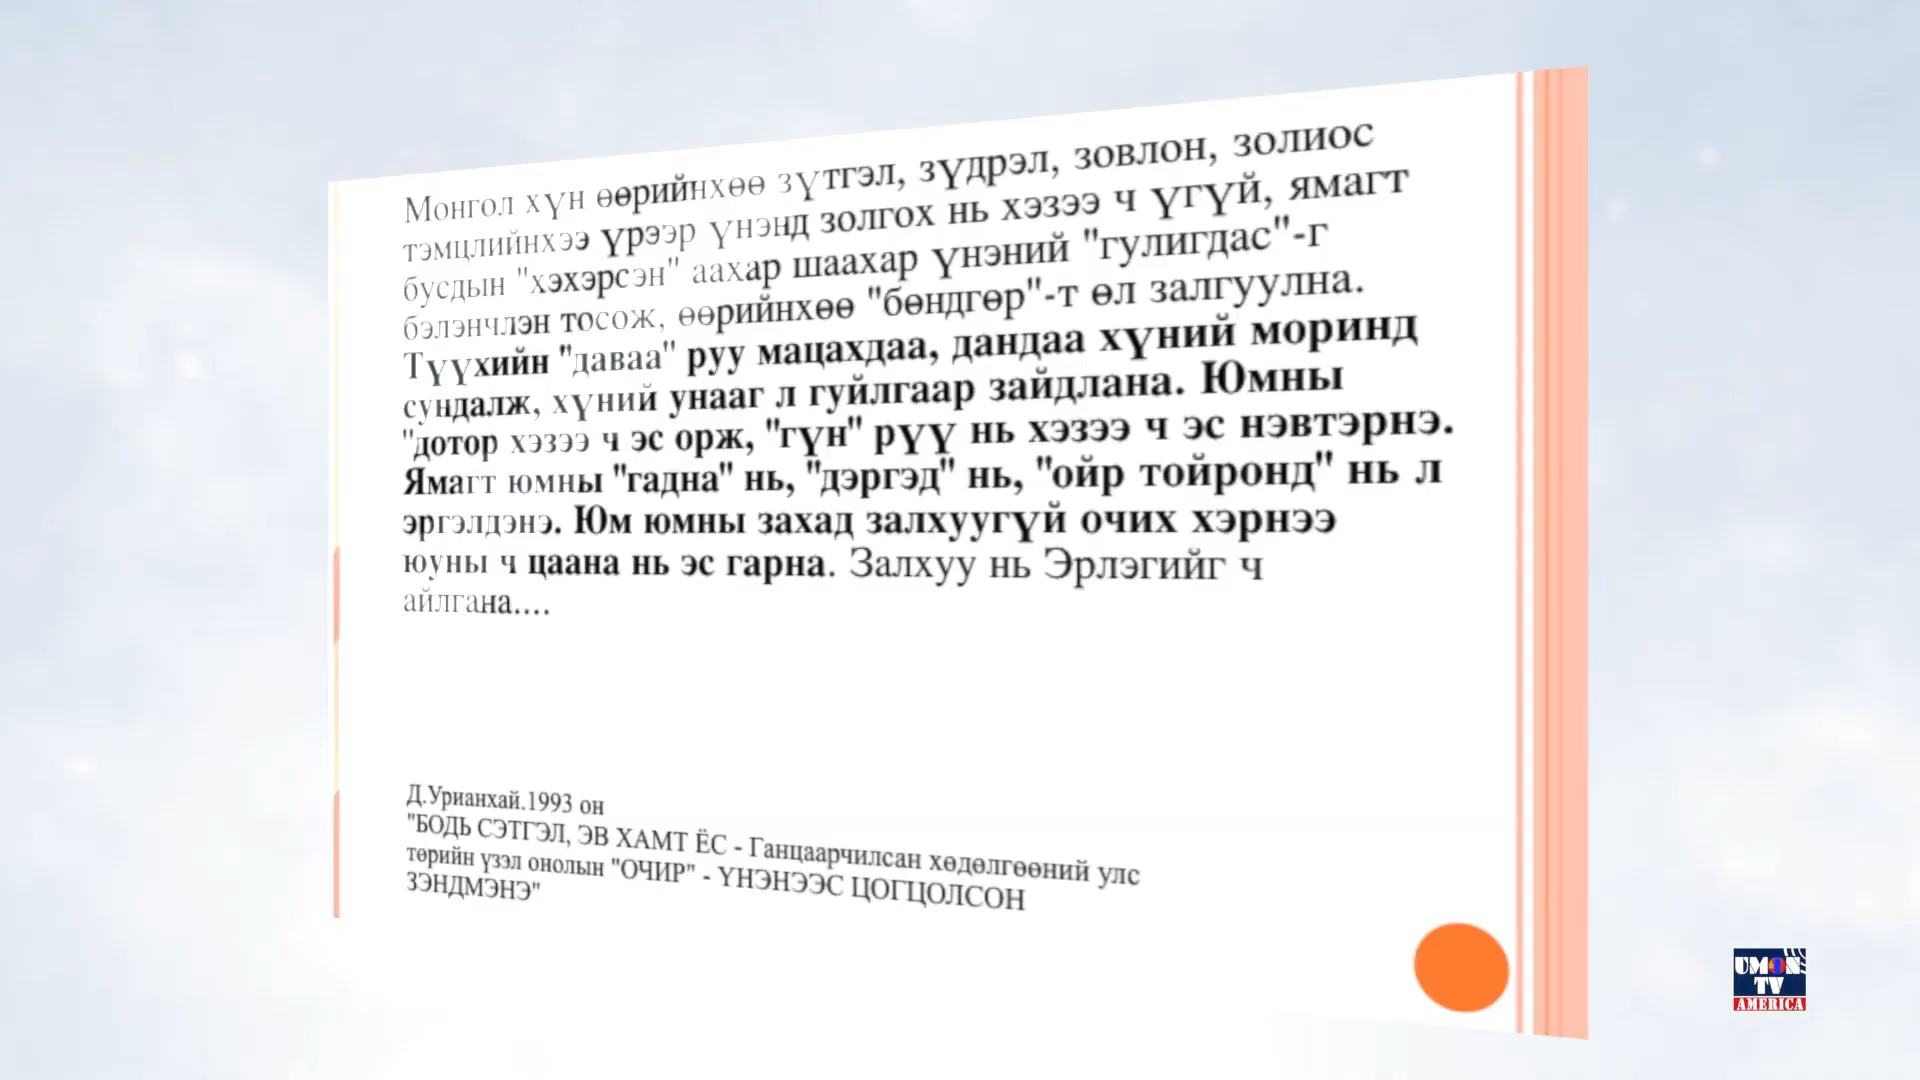 Монгол хүн өөрийнхөө зүтгэл, зүдрэл, зовлон, золиос
тэмцлийнхээ үрээр үнэнд золгох нь хэзээ ч үгүй, ямагт
бусдын "хэхэрсэн" аахар шаахар үнэний "гулигдас"-г
бэлэнчлэн тосож, өөрийнхөө "бөндгөр"-т өл залгуулна.
Түүхийн "даваа" руу мацахдаа, дандаа хүний моринд
сундалж, хүний унааг л гуйлгаар зайдлана. Юмны
"дотор хэзээ ч эс орж, "гүн" рүү нь хэзээ ч эс нэвтэрнэ.
Ямагт юмны "гадна" нь, "дэргэд" нь, "ойр тойронд" нь л
эргэлдэнэ. Юм юмны захад залхуугүй очих хэрнээ
юуны ч цаана нь эс гарна. Залхуу нь Эрлэгийг ч
айлгана....
Д.Урианхай.1993 он
"БОДЬ СЭТГЭЛ, ЭВ ХАМТ ЁС - Ганцаарчилсан хөдөлгөөний улс
төрийн үзэл онолын "ОЧИР" - ҮНЭНЭЭС ЦОГЦОЛСОН
ЗЭНДМЭНЭ"
UMON
TV
AMERICA